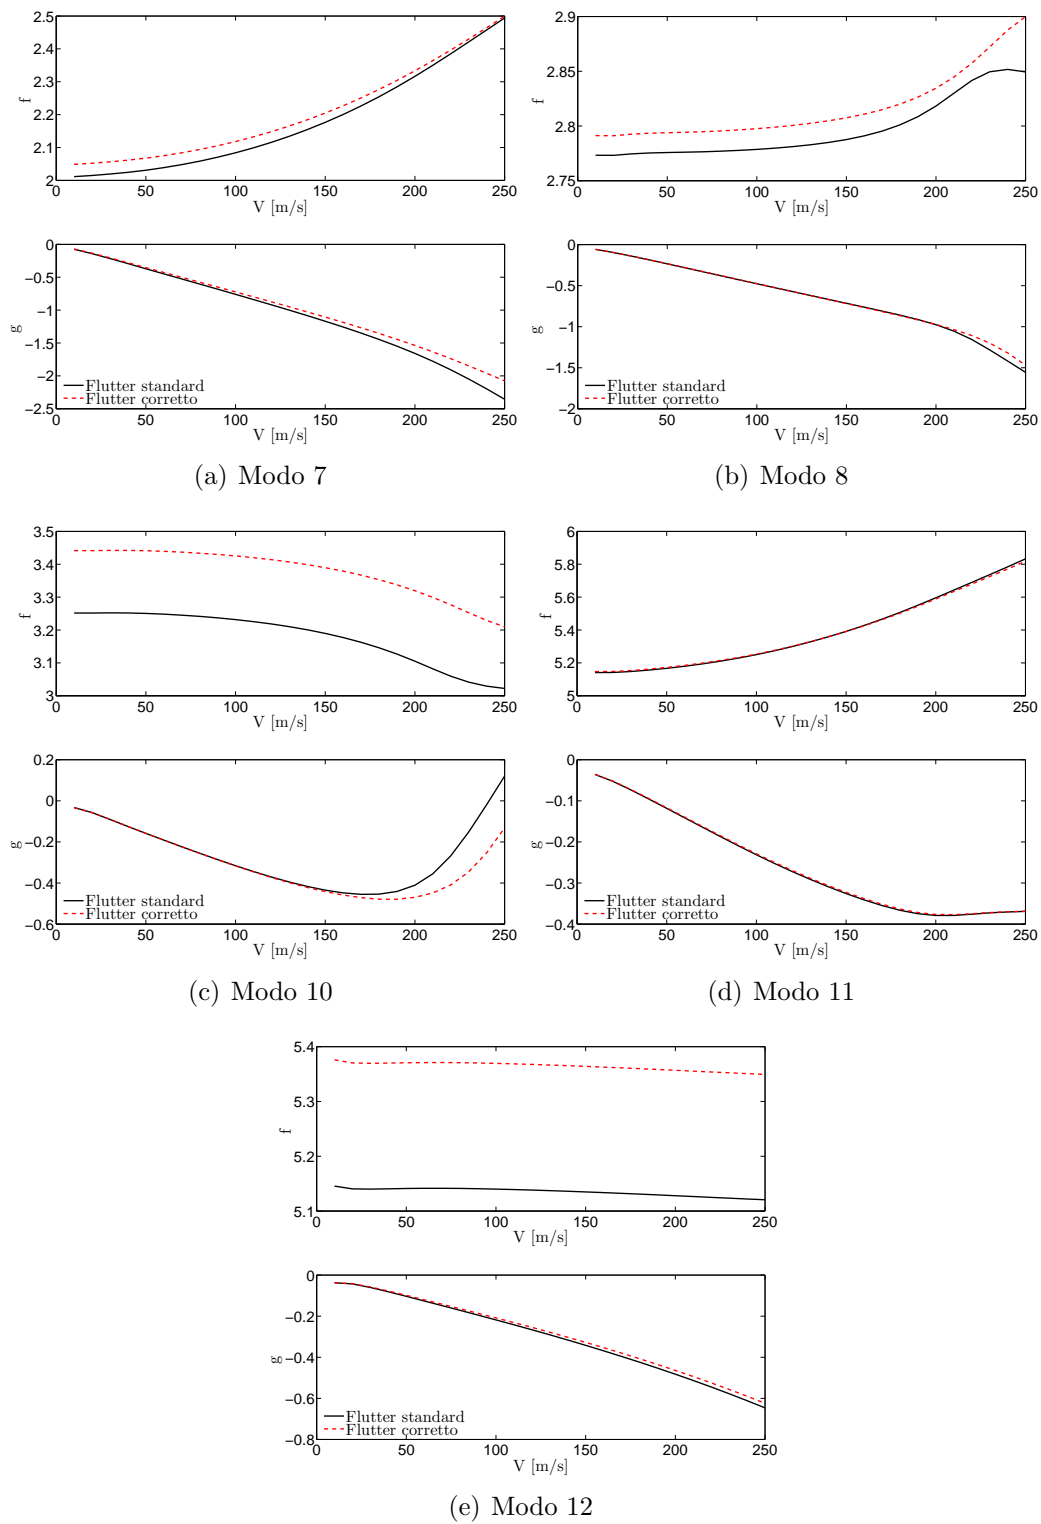 2.5
2.4
2.3
2.2
2.1
2
f
0 50 100 150 200 250
V [m/s]
2.9
2.85
2.8
2.75
f
0 50 100 150 200 250
V [m/s]
0
−0.5
−1
−1.5
−2
−2.5
g
Flutter standard
Flutter corretto
0 50 100 150 200 250
V [m/s]
0
−0.5
−1
−1.5
−2
g
Flutter standard
Flutter corretto
0 50 100 150 200 250
V [m/s]
(a) Modo 7
(b) Modo 8
3.5
3.4
3.3
3.2
3.1
3
f
0 50 100 150 200 250
V [m/s]
6
5.8
5.6
5.4
5.2
5
f
0 50 100 150 200 250
V [m/s]
0.2
0
−0.2
−0.4
−0.6
g
Flutter standard
Flutter corretto
0 50 100 150 200 250
V [m/s]
0
−0.1
−0.2
−0.3
−0.4
g
Flutter standard
Flutter corretto
0 50 100 150 200 250
V [m/s]
(c) Modo 10
(d) Modo 11
5.4
5.3
5.2
5.1
f
0 50 100 150 200 250
V [m/s]
0
−0.2
−0.4
−0.6
−0.8
g
Flutter standard
Flutter corretto
0 50 100 150 200 250
V [m/s]
(e) Modo 12